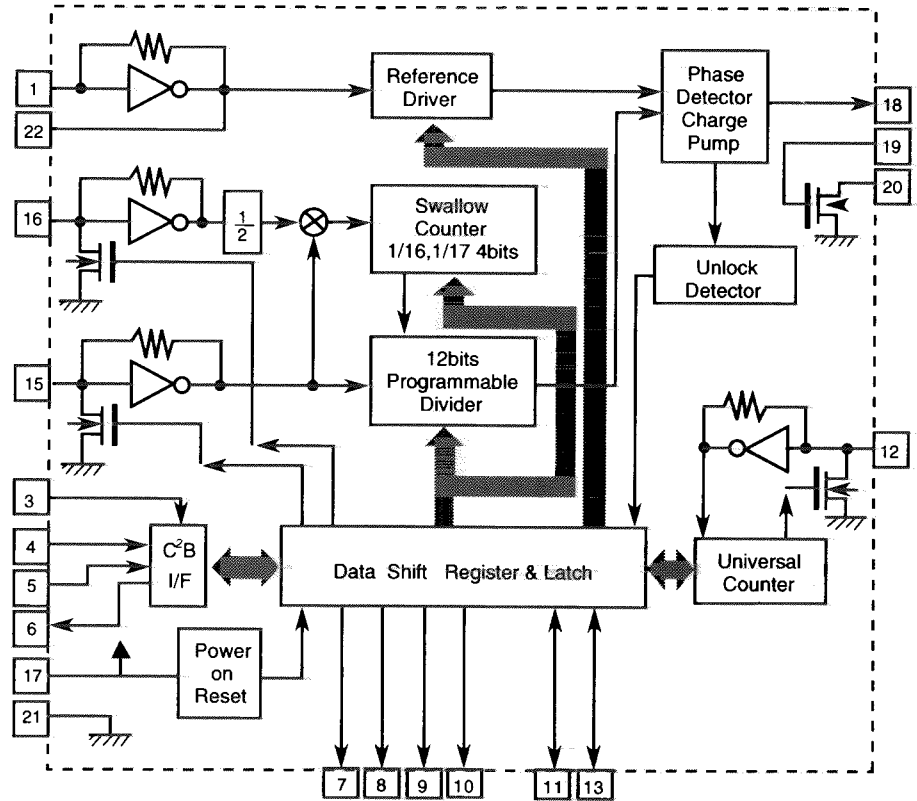 1
Reference
Driver
Phase
Detector
Charge
Pump
18
22
19
20
16
1/2
Swallow
Counter
1/16,1/17 4bits
Unlock
Detector
15
12bits
Programmable
Divider
12
3
4
C²B
I/F
5
6
Data Shift Register & Latch
Universal
Counter
17
Power
on
Reset
21
7
8
9
10
11
13